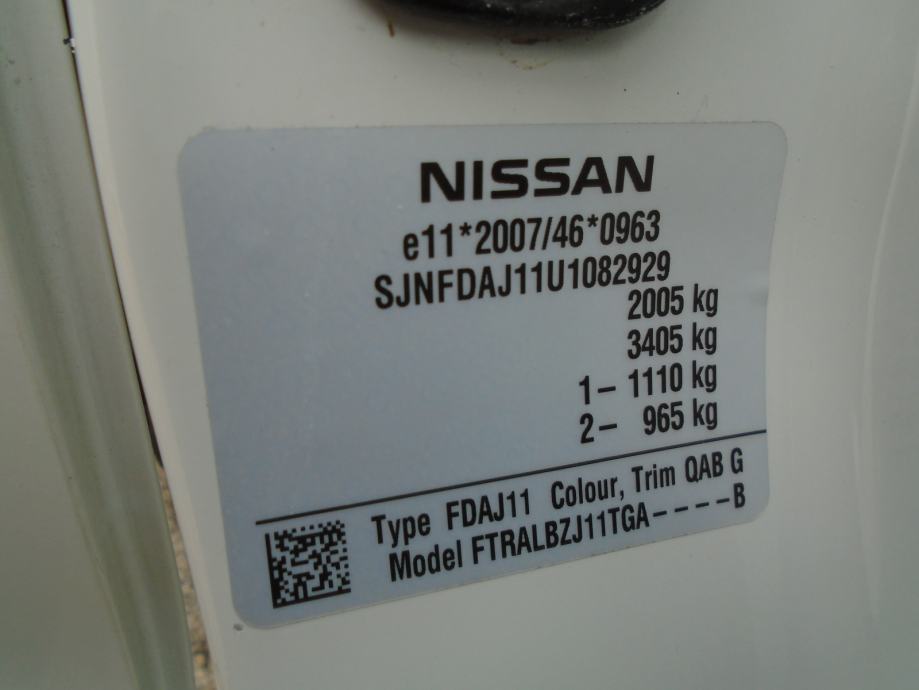 NISSAN
e11*2007/46*0963
SJNFDAJ11U1082929
2005 kg
3405 kg
1– 1110 kg
2– 965 kg
Type FDAJ11 Colour, Trim QAB G
Model FTRALBZJ11TGA––––B